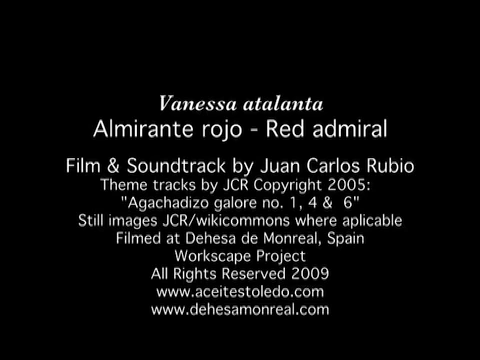 Vanessa atalanta
Almirante rojo - Red admiral
Film & Soundtrack by Juan Carlos Rubio
Theme tracks by JCR Copyright 2005:
"Agachadizo galore no. 1, 4 &  6"
Still images JCR/wikicommons where aplicable
Filmed at Dehesa de Monreal, Spain
Workscape Project
All Rights Reserved 2009
www.aceitestoledo.com
www.dehesamonreal.com